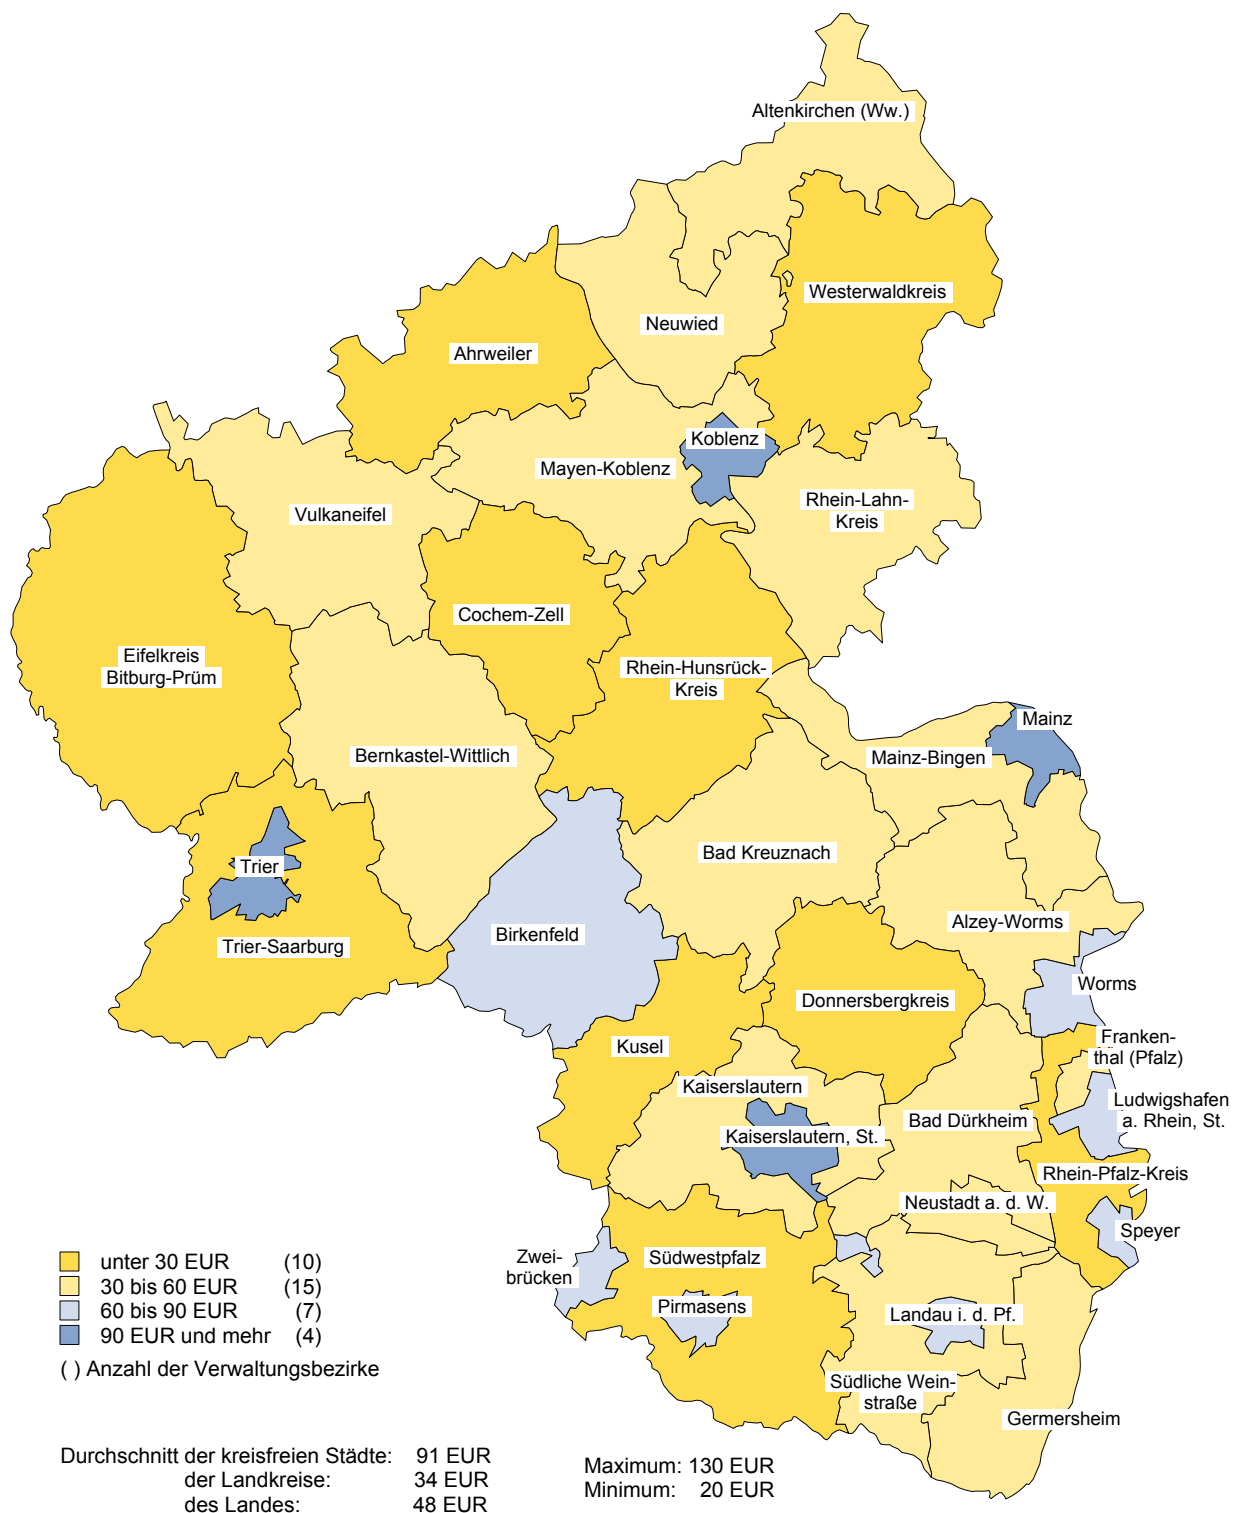 Altenkirchen (Ww.)
Westerwaldkreis
Neuwied
Ahrweiler
Koblenz
Mayen-Koblenz
Rhein-Lahn-
Kreis
Vulkaneifel
Cochem-Zell
Eifelkreis
Bitburg-Prüm
Rhein-Hunsrück-
Kreis
Mainz
Bernkastel-Wittlich
Mainz-Bingen
Bad Kreuznach
Trier
Alzey-Worms
Birkenfeld
Trier-Saarburg
Worms
Donnersbergkreis
Franken-
thal (Pfalz)
Kusel
Kaiserslautern
Ludwigshafen
a. Rhein, St.
Bad Dürkheim
Kaiserslautern, St.
Rhein-Pfalz-Kreis
Neustadt a. d. W.
Speyer
Zwei-
brücken
Südwestpfalz
Pirmasens
Landau i. d. Pf.
Südliche Wein-
straße
Germersheim
unter 30 EUR (10)
30 bis 60 EUR (15)
60 bis 90 EUR (7)
90 EUR und mehr (4)
( ) Anzahl der Verwaltungsbezirke
Durchschnitt der kreisfreien Städte: 91 EUR
der Landkreise: 34 EUR
des Landes: 48 EUR
Maximum: 130 EUR
Minimum: 20 EUR